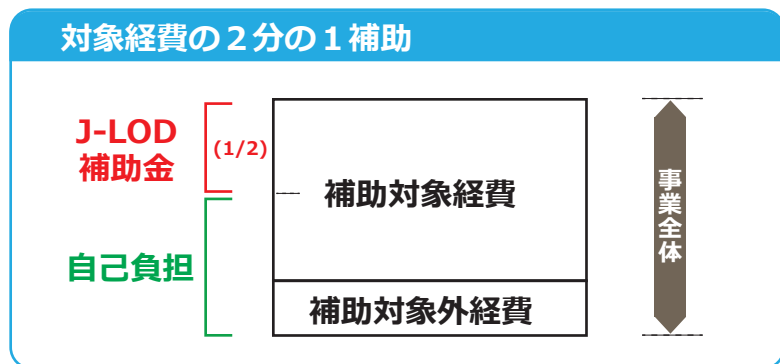 対象経費の２分の１補助
J-LOD
補助金
(1/2)
補助対象経費
自己負担
補助対象外経費
事業全体